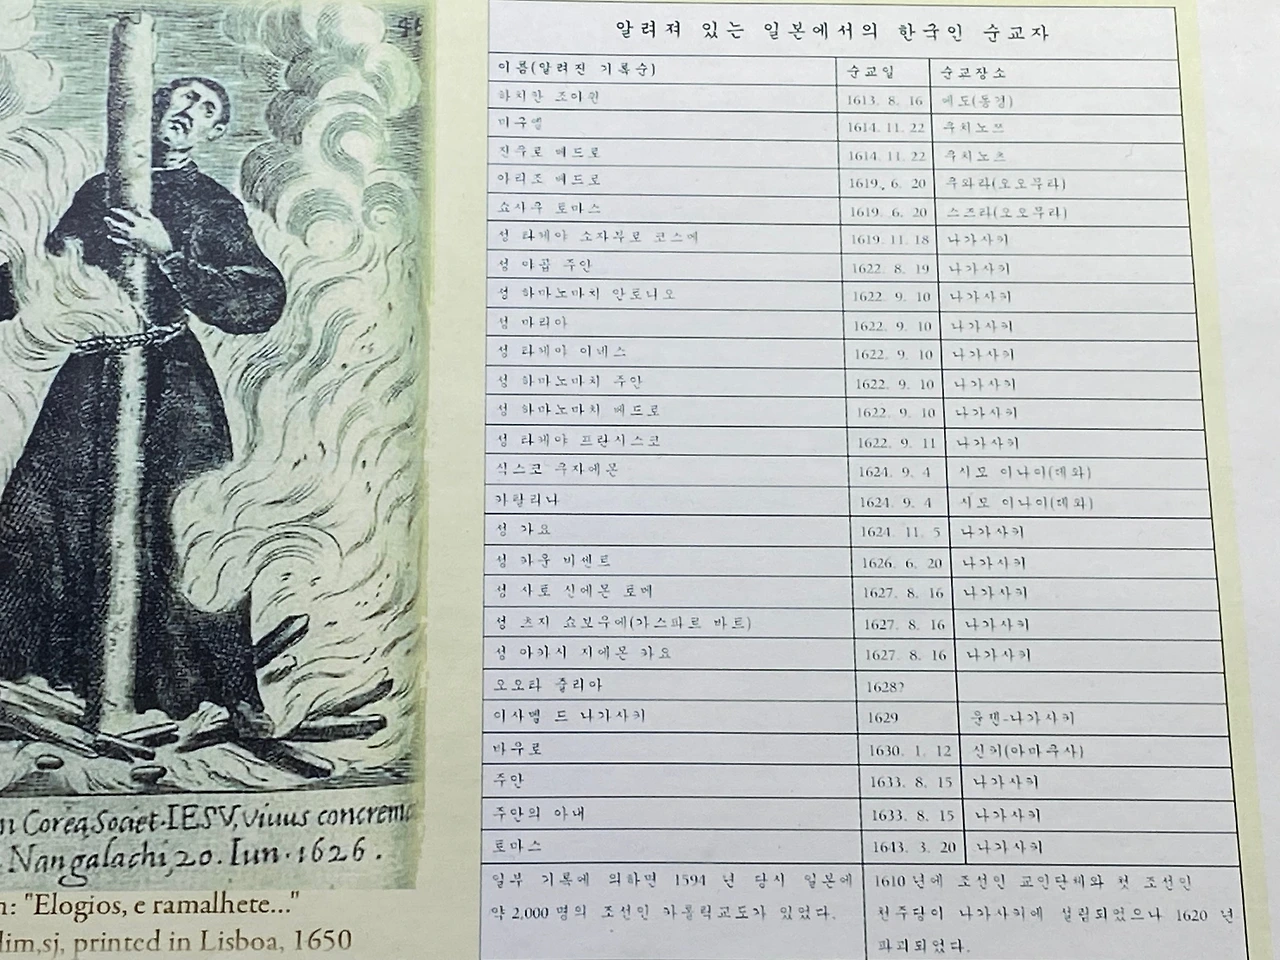 46
n Corea, Societ. IESV, viuus concrem
Nangasachi, 20. Iun. 1626.
n: "Elogios, e ramalhete..."
dim,sj, printed in Lisboa, 1650
알려져 있는 일본에서의 한국인 순교자
이름(알려진 기록순) 순교일 순교장소
하치칸 조아킨 1613. 8. 16 에도(동경)
미구엘 1614. 11. 22 우치노쯔
진구로 페드로 1614. 11. 22 우치노츠
아리조 페드로 1619. 6. 20 쿠와라(오오무라)
쇼사쿠 토마스 1619. 6. 20 스즈타(오오무라)
성 타케야 소자부로 코스메 1619. 11. 18 나가사키
성 야곱 주안 1622. 8. 19 나가사키
성 하마노마치 안토니오 1622. 9. 10 나가사키
성 마리아 1622. 9. 10 나가사키
성 타케야 이네스 1622. 9. 10 나가사키
성 하마노마치 주안 1622. 9. 10 나가사키
성 하마노마치 페드로 1622. 9. 10 나가사키
성 타케야 프란시스코 1622. 9. 11 나가사키
식스코 쿠자에몬 1624. 9. 4 시모 이나이(데와)
가탈리나 1624. 9. 4 시모 이나이(데와)
성 가요 1624. 11. 5 나가사키
성 카운 비센트 1626. 6. 20 나가사키
성 사토 신에몬 토메 1627. 8. 16 나가사키
성 츠지 쇼보우에(가스파르 바트) 1627. 8. 16 나가사키
성 아카시 지에몬 카요 1627. 8. 16 나가사키
오오타 쥴리아 1628?
이사벨 드 나가사키 1629 운젠-나가사키
바우로 1630. 1. 12 신키(아마쿠사)
주안 1633. 8. 15 나가사키
주안의 아내 1633. 8. 15 나가사키
토마스 1643. 3. 20 나가사키
일부 기록에 의하면 1594 년 당시 일본에
약 2,000 명의 조선인 카톨릭교도가 있었다.
1610 년에 조선인 교인단체와 첫 조선인
천주당이 나가사키에 설립되었으나 1620 년
파괴되었다.